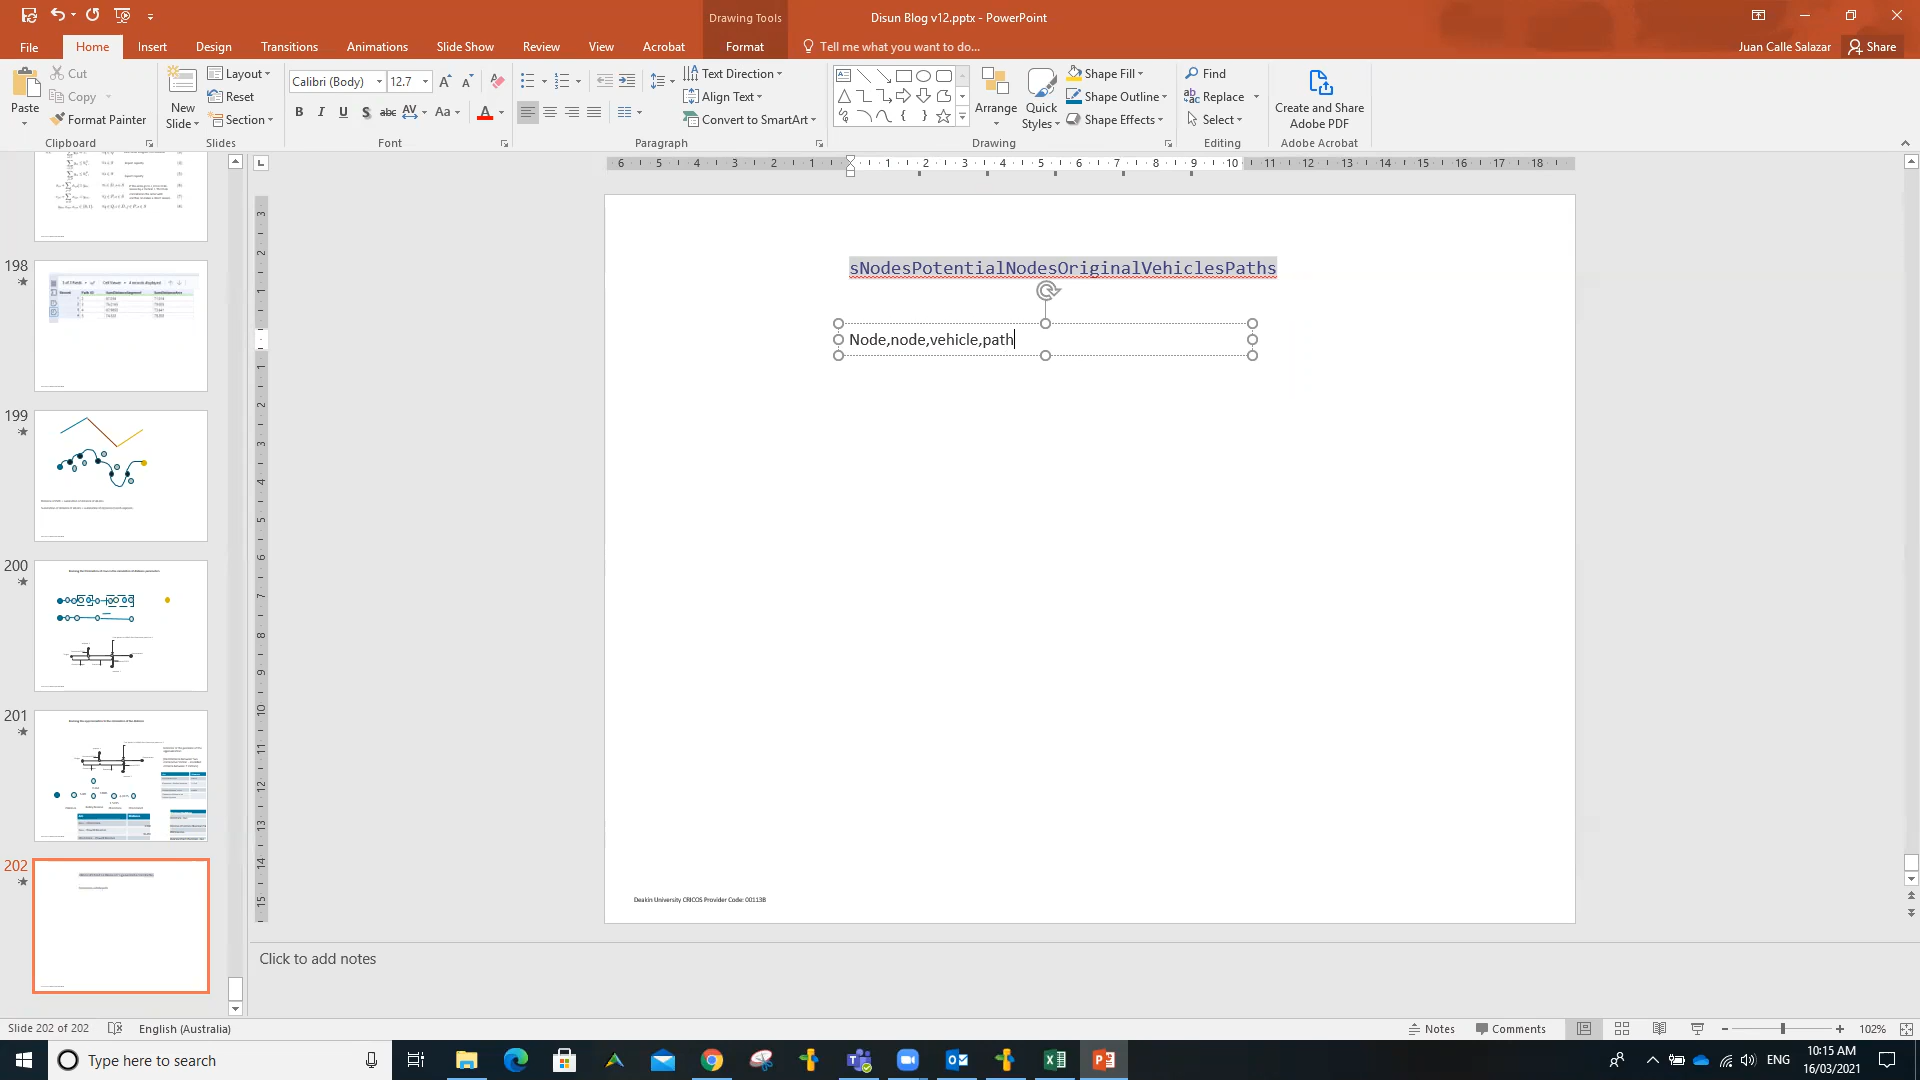 Drawing Tools
Disun Blog v12.pptx - PowerPoint
File
Home
Insert
Design
Transitions
Animations
Slide Show
Review
View
Acrobat
Format
Tell me what you want to do...
Juan Calle Salazar
Share
Paste
Cut
Copy
Format Painter
Clipboard
New Slide
Layout
Reset
Section
Slides
Calibri (Body)
12.7
Font
Text Direction
Align Text
Convert to SmartArt
Paragraph
Arrange
Quick Styles
Shape Fill
Shape Outline
Shape Effects
Drawing
Find
Replace
Select
Editing
Create and Share Adobe PDF
Adobe Acrobat
198
199
200
201
202
sNodesPotentialNodesOriginalVehiclesPaths
Node,node,vehicle,path
Deakin University CRICOS Provider Code: 00113B
Click to add notes
Slide 202 of 202
English (Australia)
Notes
Comments
102%
Type here to search
ENG
10:15 AM
16/03/2021